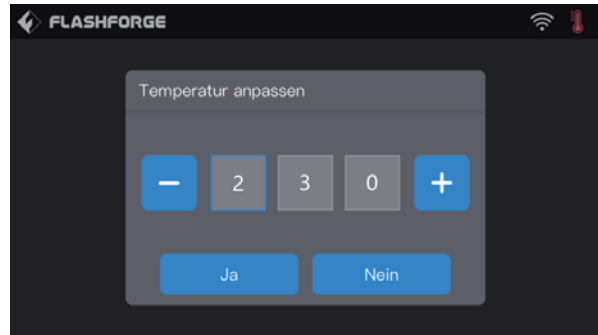 FLASHFORGE
Temperatur anpassen
− 2 3 0 +
Ja Nein